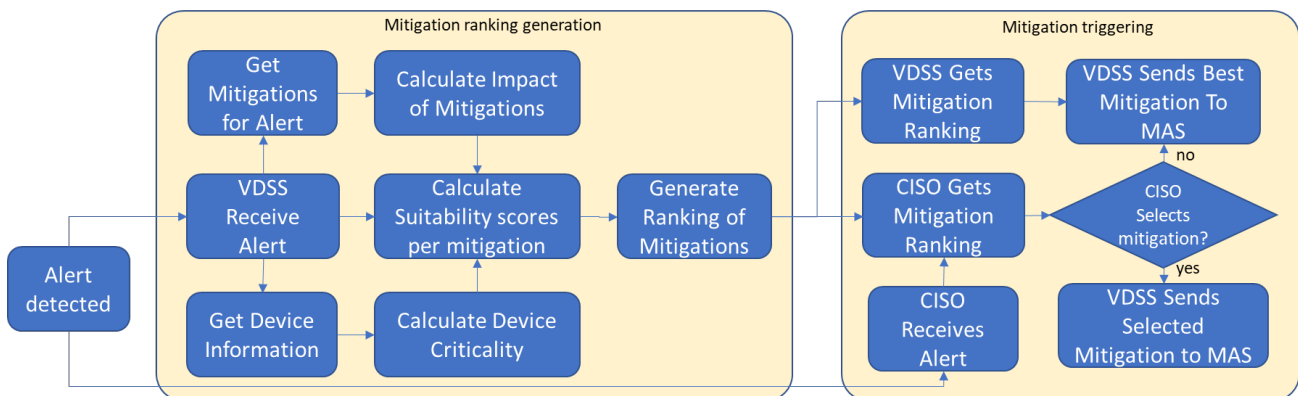 Mitigation ranking generation
Get
Mitigations
for Alert
Calculate Impact
of Mitigations
VDSS
Receive
Alert
Calculate
Suitability scores
per mitigation
Generate
Ranking of
Mitigations
Alert
detected
Get Device
Information
Calculate Device
Criticality
Mitigation triggering
VDSS Gets
Mitigation
Ranking
VDSS Sends Best
Mitigation To
MAS
no
CISO Gets
Mitigation
Ranking
CISO
Selects
mitigation?
yes
CISO
Receives
Alert
VDSS Sends
Selected
Mitigation to MAS